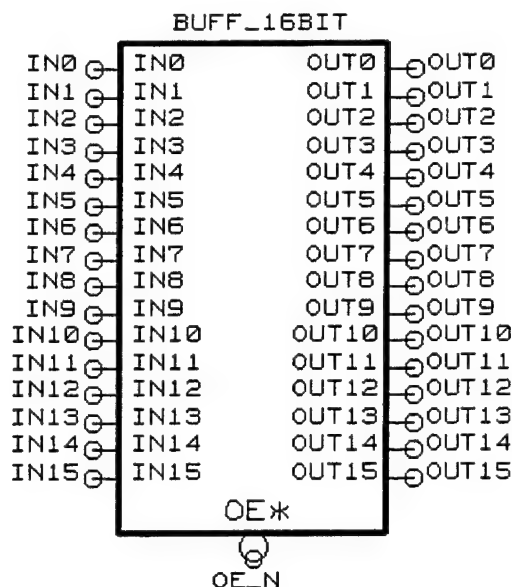 BUFF_16BIT
IN0 IN0 OUT0 OUT0
IN1 IN1 OUT1 OUT1
IN2 IN2 OUT2 OUT2
IN3 IN3 OUT3 OUT3
IN4 IN4 OUT4 OUT4
IN5 IN5 OUT5 OUT5
IN6 IN6 OUT6 OUT6
IN7 IN7 OUT7 OUT7
IN8 IN8 OUT8 OUT8
IN9 IN9 OUT9 OUT9
IN10 IN10 OUT10 OUT10
IN11 IN11 OUT11 OUT11
IN12 IN12 OUT12 OUT12
IN13 IN13 OUT13 OUT13
IN14 IN14 OUT14 OUT14
IN15 IN15 OUT15 OUT15
OE*
OE_N